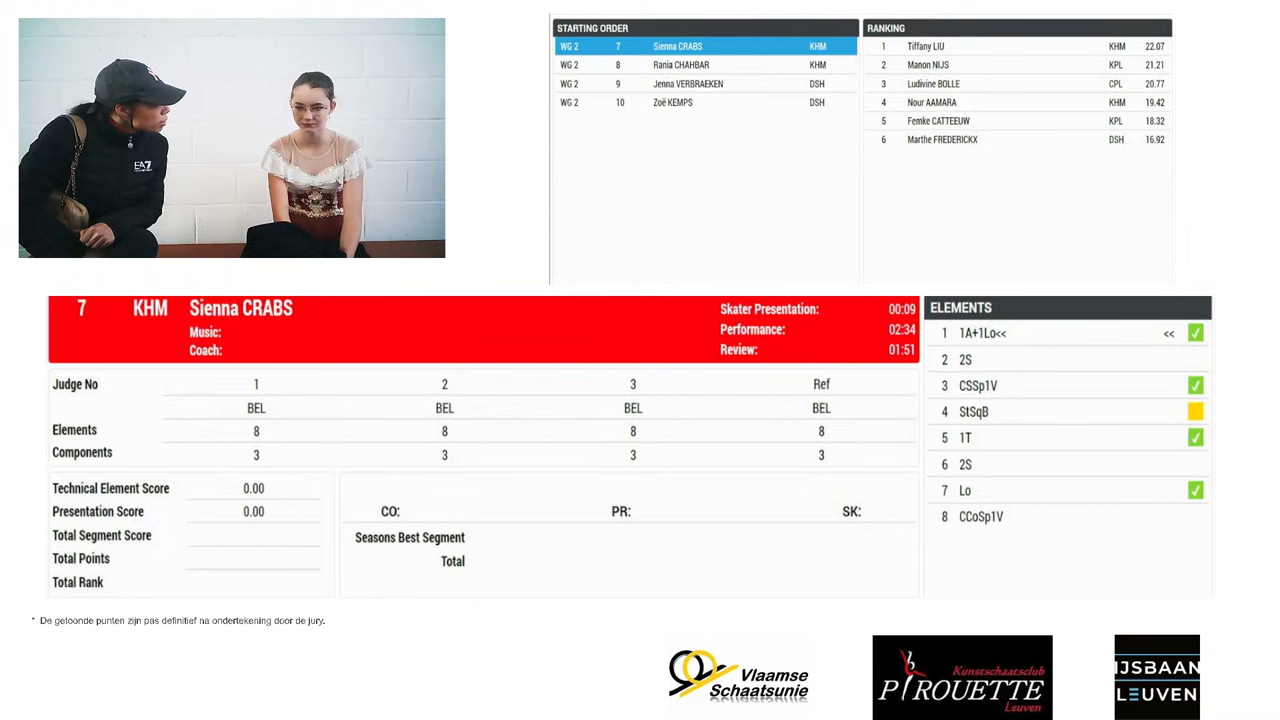 STARTING ORDER
WG 2 7 Sienna CRABS KHM
WG 2 8 Rania CHAHBAR KHM
WG 2 9 Jenna VERBRAEKEN DSH
WG 2 10 Zoë KEMPS DSH
RANKING
1 Tiffany LIU KHM 22.07
2 Manon NIJS KPL 21.21
3 Ludivine BOLLE CPL 20.77
4 Nour AAMARA KHM 19.42
5 Femke CATTEEUW KPL 18.32
6 Marthe FREDERICKX DSH 16.92
EA7
7 KHM Sienna CRABS
Music:
Coach:
Skater Presentation: 00:09
Performance: 02:34
Review: 01:51
Judge No 1 2 3 Ref
BEL BEL BEL BEL
Elements 8 8 8 8
Components 3 3 3 3
Technical Element Score 0.00
Presentation Score 0.00
Total Segment Score
Total Points
Total Rank
CO: PR: SK:
Seasons Best Segment
Total
ELEMENTS
1 1A+1Lo<< <<
2 2S
3 CSSp1V
4 StSqB
5 1T
6 2S
7 Lo
8 CCoSp1V
* De getoonde punten zijn pas definitief na ondertekening door de jury.
Vlaamse
Schaatsunie
Kunstschaatsclub
PIROUETTE
Leuven
IJSBAAN
LEUVEN